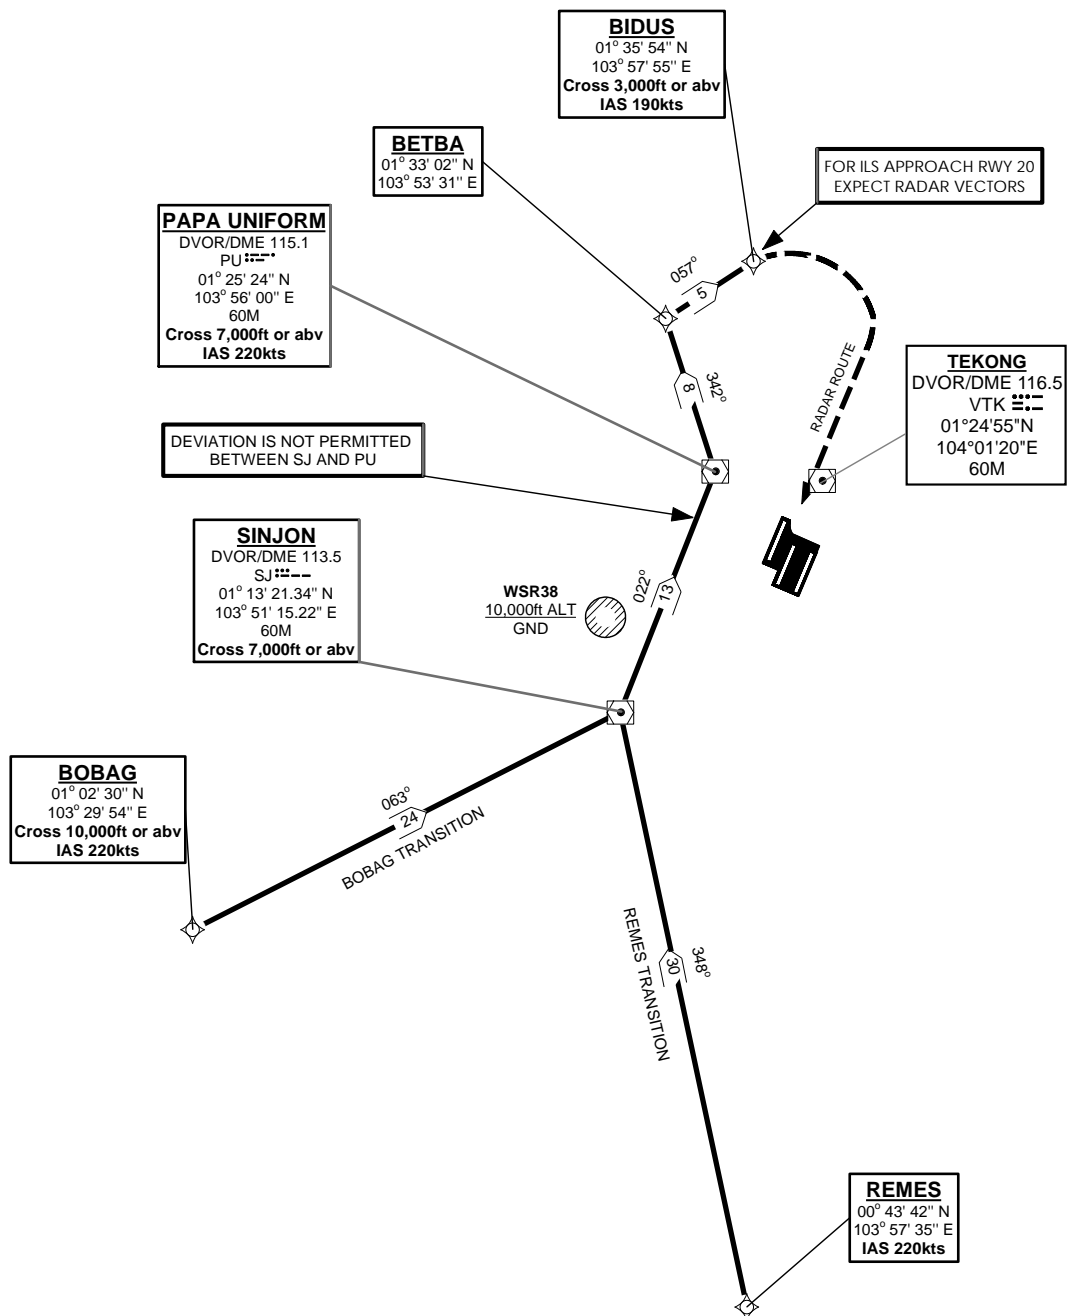 BIDUS
01° 35' 54" N
103° 57' 55" E
Cross 3,000ft or abv
IAS 190kts
BETBA
01° 33' 02" N
103° 53' 31" E
FOR ILS APPROACH RWY 20
EXPECT RADAR VECTORS
PAPA UNIFORM
DVOR/DME 115.1
PU
01° 25' 24" N
103° 56' 00" E
60M
Cross 7,000ft or abv
IAS 220kts
057°
5
RADAR ROUTE
TEKONG
DVOR/DME 116.5
VTK
01°24'55"N
104°01'20"E
60M
342°
8
DEVIATION IS NOT PERMITTED
BETWEEN SJ AND PU
SINJON
DVOR/DME 113.5
SJ
01° 13' 21.34" N
103° 51' 15.22" E
60M
Cross 7,000ft or abv
WSR38
10,000ft ALT
GND
022°
13
BOBAG
01° 02' 30" N
103° 29' 54" E
Cross 10,000ft or abv
IAS 220kts
063°
24
BOBAG TRANSITION
REMES TRANSITION
348°
30
REMES
00° 43' 42" N
103° 57' 35" E
IAS 220kts